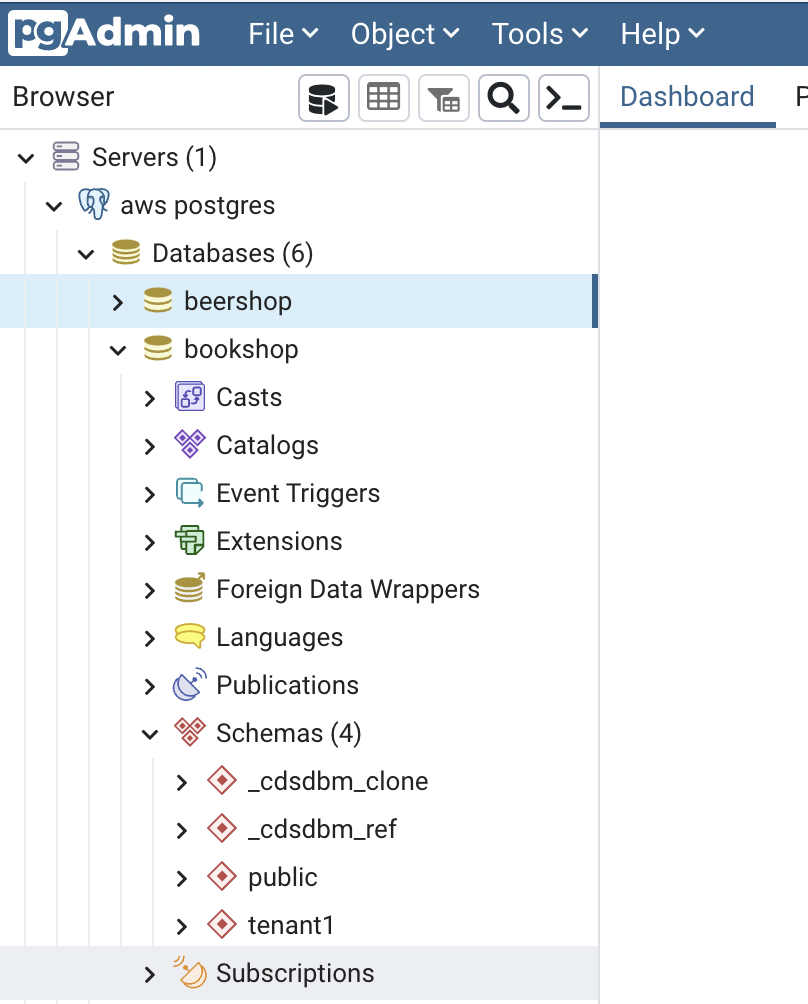 pgAdmin File Object Tools Help
Browser Dashboard P
Servers (1)
aws postgres
Databases (6)
beershop
bookshop
Casts
Catalogs
Event Triggers
Extensions
Foreign Data Wrappers
Languages
Publications
Schemas (4)
_cdsdbm_clone
_cdsdbm_ref
public
tenant1
Subscriptions